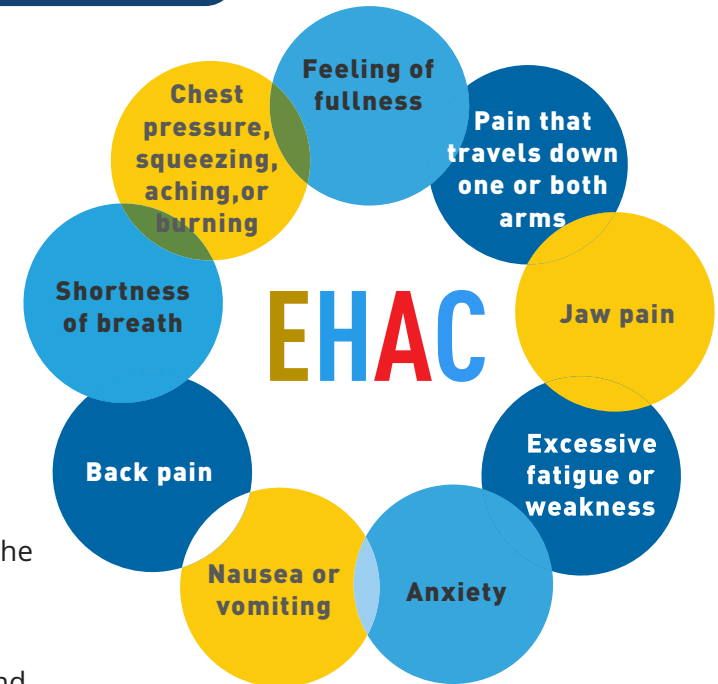 Feeling of
fullness
Pain that
travels down
one or both
arms
Jaw pain
Excessive
fatigue or
weakness
Anxiety
Nausea or
vomiting
Back pain
Shortness
of breath
Chest
pressure,
squeezing,
aching,or
burning
EHAC